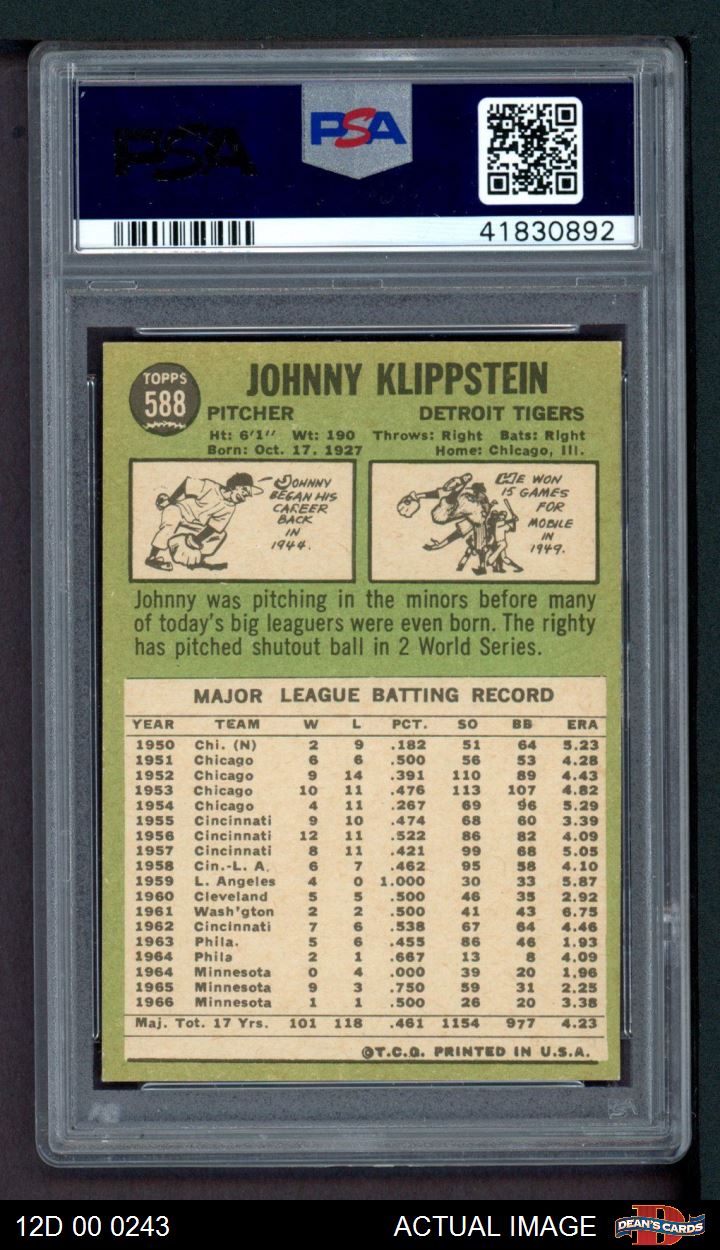 PSA
PSA
41830892
TOPPS
588
JOHNNY KLIPPSTEIN
PITCHER DETROIT TIGERS
Ht: 6'1" Wt: 190 Throws: Right Bats: Right
Born: Oct. 17. 1927 Home: Chicago, Ill.
JOHNNY
BEGAN HIS
CAREER
BACK
IN
1944.
HE WON
15 GAMES
FOR
MOBILE
IN
1949.
Johnny was pitching in the minors before many
of today's big leaguers were even born. The righty
has pitched shutout ball in 2 World Series.
MAJOR LEAGUE BATTING RECORD
YEAR TEAM W L PCT. SO BB ERA
1950 Chi. (N) 2 9 .182 51 64 5.23
1951 Chicago 6 6 .500 56 53 4.28
1952 Chicago 9 14 .391 110 89 4.43
1953 Chicago 10 11 .476 113 107 4.82
1954 Chicago 4 11 .267 69 96 5.29
1955 Cincinnati 9 10 .474 68 60 3.39
1956 Cincinnati 12 11 .522 86 82 4.09
1957 Cincinnati 8 11 .421 99 68 5.05
1958 Cin.-L. A. 6 7 .462 95 58 4.10
1959 L. Angeles 4 0 1.000 30 33 5.87
1960 Cleveland 5 5 .500 46 35 2.92
1961 Wash'gton 2 2 .500 41 43 6.75
1962 Cincinnati 7 6 .538 67 64 4.46
1963 Phila. 5 6 .455 86 46 1.93
1964 Phila 2 1 .667 13 8 4.09
1964 Minnesota 0 4 .000 39 20 1.96
1965 Minnesota 9 3 .750 59 31 2.25
1966 Minnesota 1 1 .500 26 20 3.38
Maj. Tot. 17 Yrs. 101 118 .461 1154 977 4.23
©T.C.G. PRINTED IN U.S.A.
12D 00 0243 ACTUAL IMAGE DEAN'S CARDS